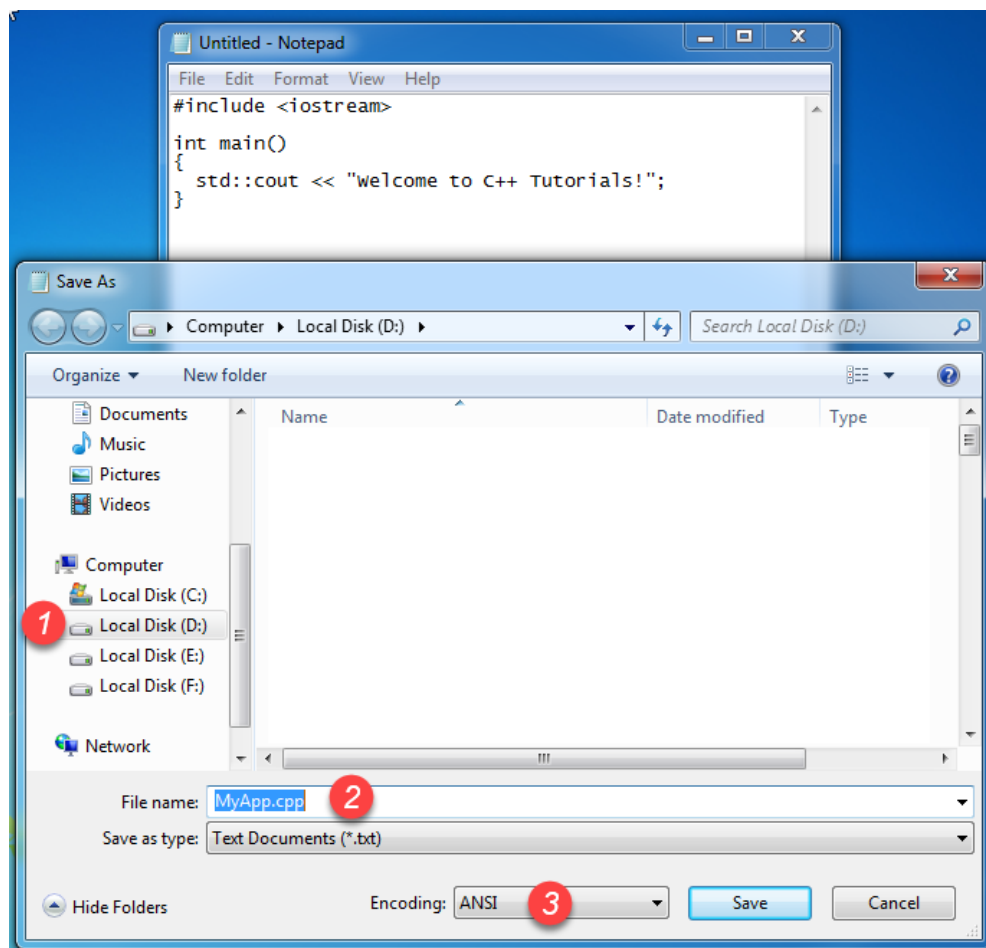 Untitled - Notepad
File Edit Format View Help
#include <iostream>
int main()
{
std::cout << "Welcome to C++ Tutorials!";
}
Save As
Computer Local Disk (D:)
Search Local Disk (D:)
Organize New folder
Name Date modified Type
Documents
Music
Pictures
Videos
Computer
Local Disk (C:)
1 Local Disk (D:)
Local Disk (E:)
Local Disk (F:)
Network
File name: MyApp.cpp 2
Save as type: Text Documents (*.txt)
Hide Folders Encoding: ANSI 3 Save Cancel